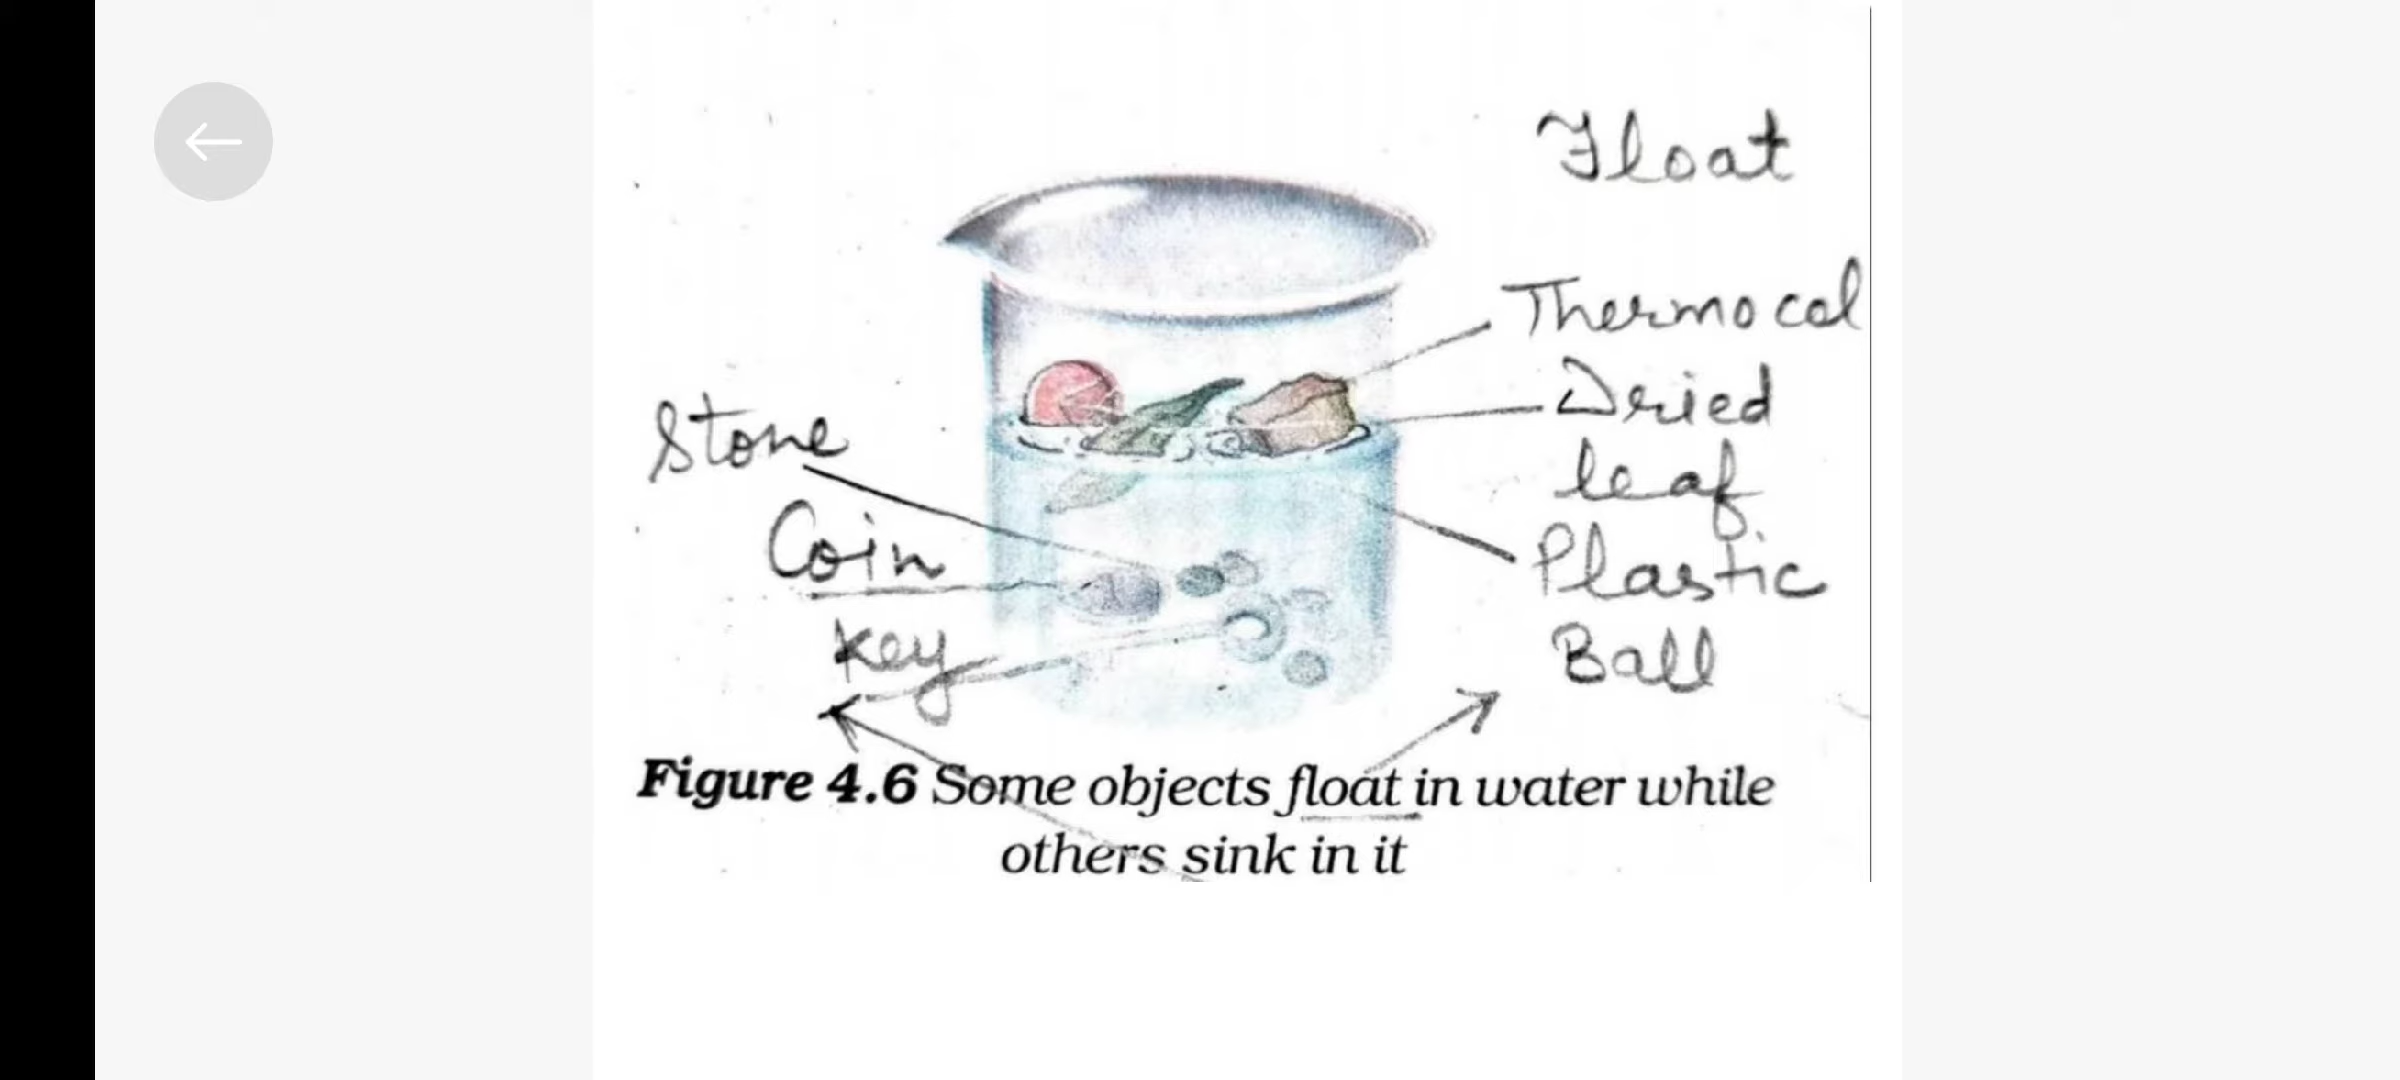 Float
Thermocol
Dried
leaf
Plastic
Ball
Stone
Coin
Key
Figure 4.6 Some objects float in water while
others sink in it